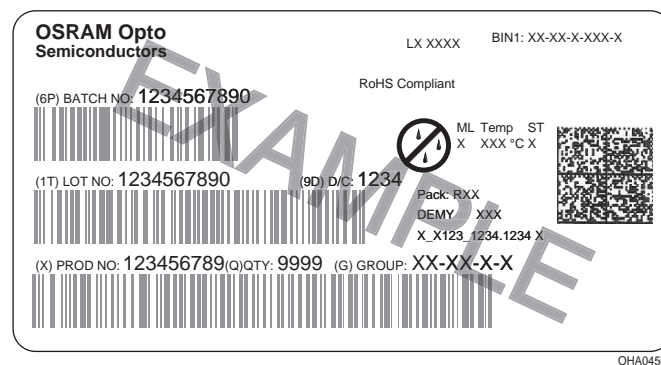 OSRAM Opto
Semiconductors
LX XXXX
BIN1: XX-XX-X-XXX-X
RoHS Compliant
(6P) BATCH NO: 1234567890
ML Temp ST
X XXX °C X
(1T) LOT NO: 1234567890 (9D) D/C: 1234
Pack: RXX
DEMY XXX
X_X123_1234.1234 X
(X) PROD NO: 123456789(Q)QTY: 9999 (G) GROUP: XX-XX-X-X
EXAMPLE